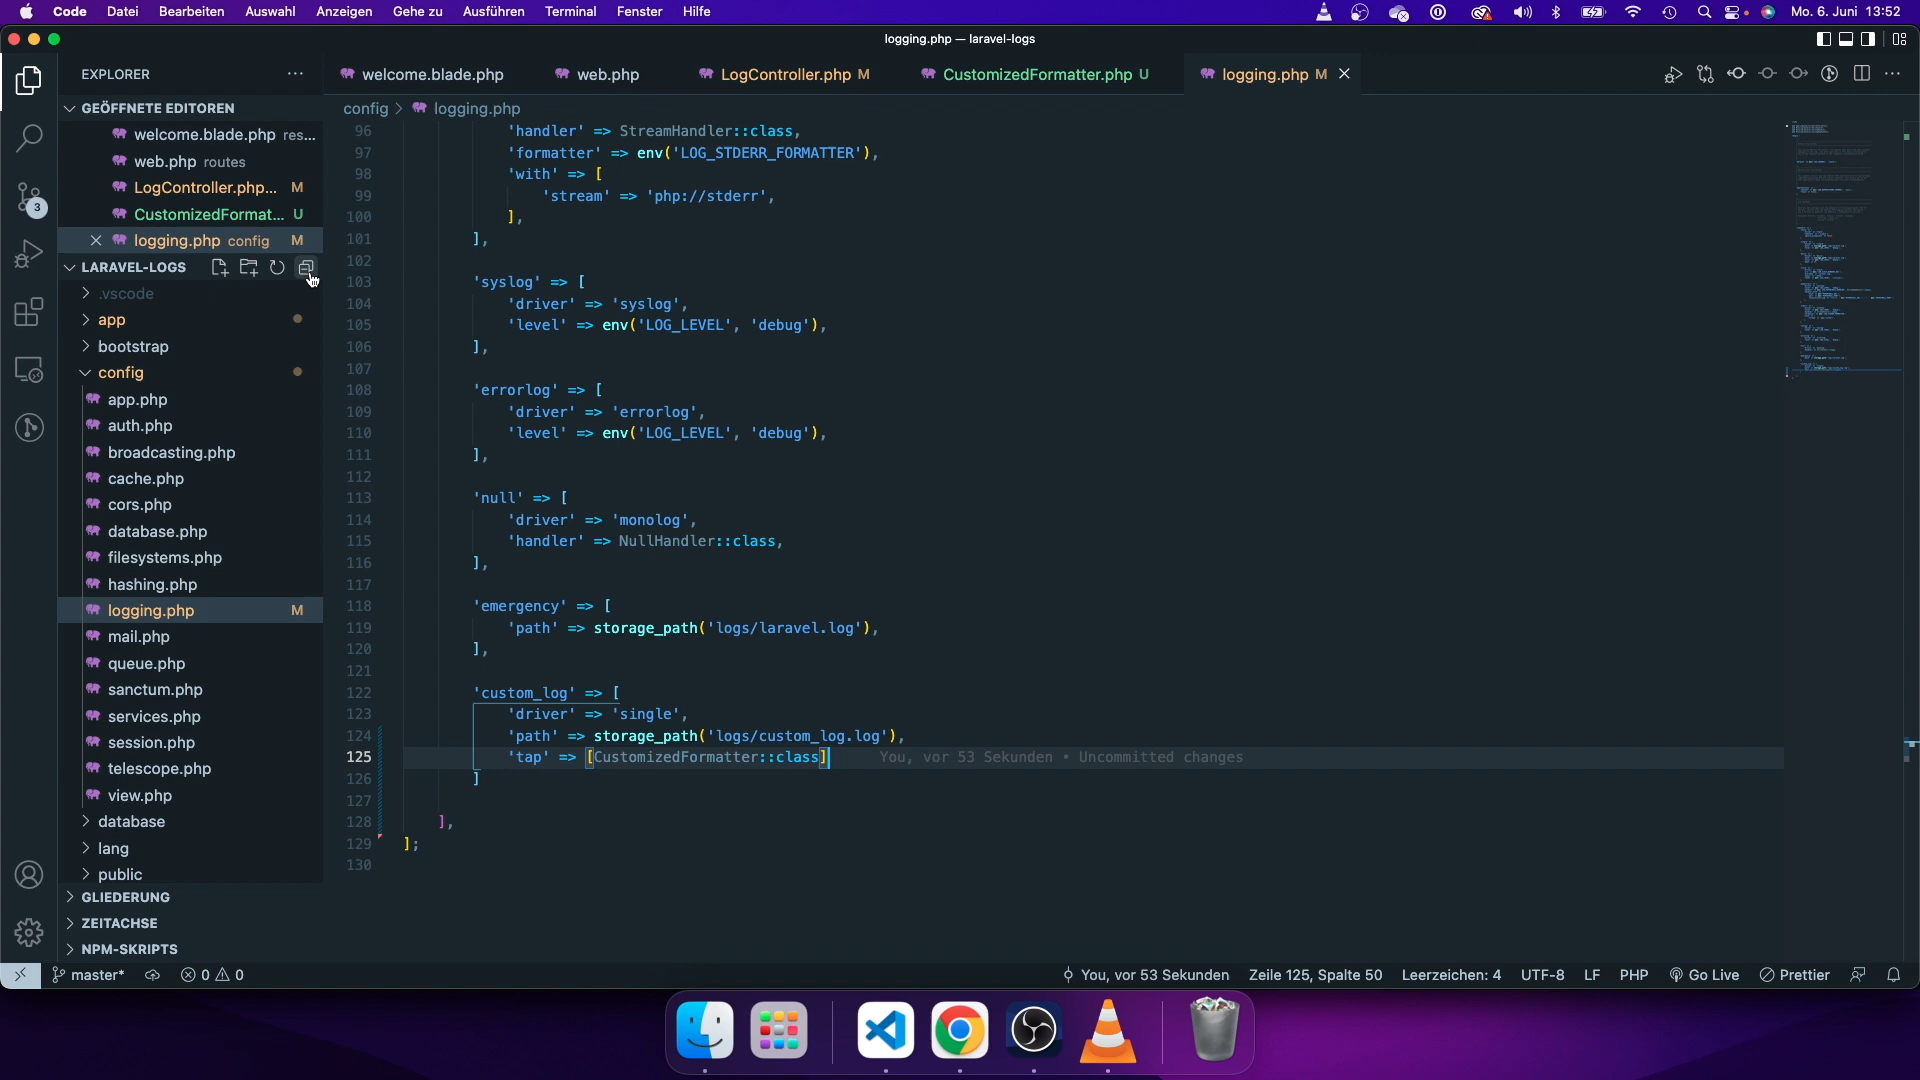 Code Datei Bearbeiten Auswahl Anzeigen Gehe zu Ausführen Terminal Fenster Hilfe Mo. 6. Juni 13:52
logging.php — laravel-logs
EXPLORER
welcome.blade.php
web.php
LogController.php M
CustomizedFormatter.php U
logging.php M
GEÖFFNETE EDITOREN
welcome.blade.php res...
web.php routes
LogController.php... M
CustomizedFormat... U
logging.php config M
LARAVEL-LOGS
.vscode
app
bootstrap
config
app.php
auth.php
broadcasting.php
cache.php
cors.php
database.php
filesystems.php
hashing.php
logging.php M
mail.php
queue.php
sanctum.php
services.php
session.php
telescope.php
view.php
database
lang
public
GLIEDERUNG
ZEITACHSE
NPM-SKRIPTS
3
config > logging.php
96 'handler' => StreamHandler::class,
97 'formatter' => env('LOG_STDERR_FORMATTER'),
98 'with' => [
99 'stream' => 'php://stderr',
100 ],
101 ],
102
103 'syslog' => [
104 'driver' => 'syslog',
105 'level' => env('LOG_LEVEL', 'debug'),
106 ],
107
108 'errorlog' => [
109 'driver' => 'errorlog',
110 'level' => env('LOG_LEVEL', 'debug'),
111 ],
112
113 'null' => [
114 'driver' => 'monolog',
115 'handler' => NullHandler::class,
116 ],
117
118 'emergency' => [
119 'path' => storage_path('logs/laravel.log'),
120 ],
121
122 'custom_log' => [
123 'driver' => 'single',
124 'path' => storage_path('logs/custom_log.log'),
125 'tap' => [CustomizedFormatter::class] You, vor 53 Sekunden • Uncommitted changes
126 ]
127
128 ],
129 ];
130
master* 0 0 You, vor 53 Sekunden Zeile 125, Spalte 50 Leerzeichen: 4 UTF-8 LF PHP Go Live Prettier